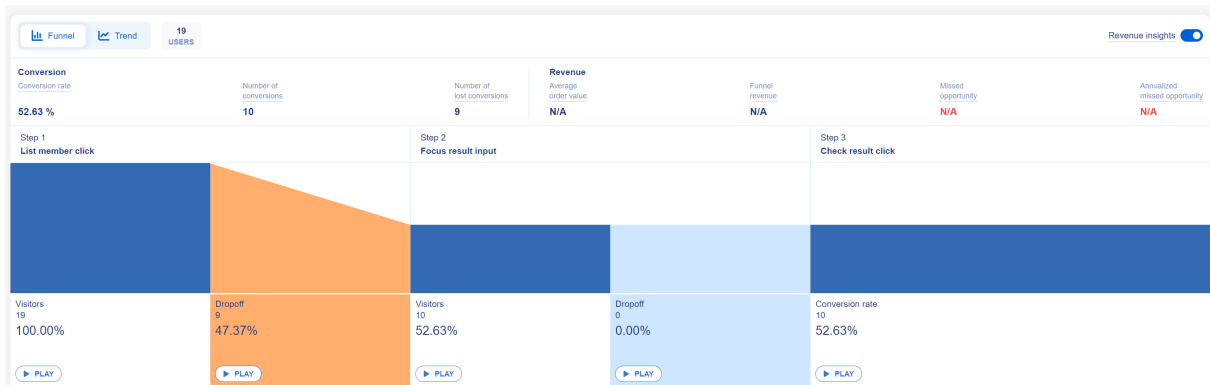 Funnel
Trend
19
USERS
Revenue insights
Conversion
Revenue
Conversion rate
Number of
conversions
Number of
lost conversions
Average
order value
Funnel
revenue
Missed
opportunity
Annualized
missed opportunity
52.63 %
10
9
N/A
N/A
N/A
N/A
Step 1
List member click
Step 2
Focus result input
Step 3
Check result click
Visitors
19
100.00%
PLAY
Dropoff
9
47.37%
PLAY
Visitors
10
52.63%
PLAY
Dropoff
0
0.00%
PLAY
Conversion rate
10
52.63%
PLAY